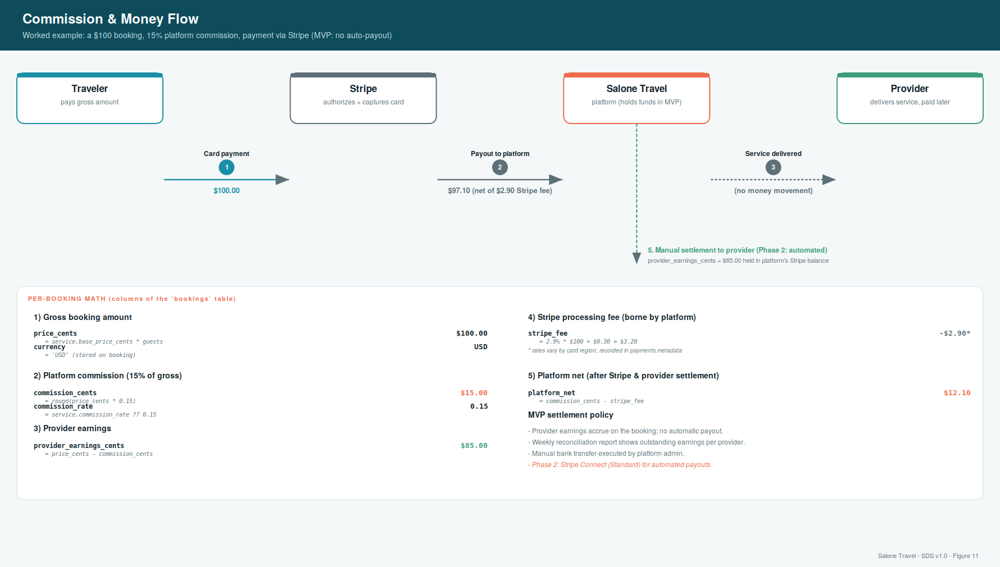 Commission & Money Flow
Worked example: a $100 booking, 15% platform commission, payment via Stripe (MVP: no auto-payout)
Traveler
pays gross amount
Stripe
authorizes + captures card
Salone Travel
platform (holds funds in MVP)
Provider
delivers service, paid later
Card payment
1
$100.00
Payout to platform
2
$97.10 (net of $2.90 Stripe fee)
Service delivered
3
(no money movement)
5. Manual settlement to provider (Phase 2: automated)
provider_earnings_cents = $85.00 held in platform's Stripe balance
PER-BOOKING MATH (columns of the `bookings` table)
1) Gross booking amount
price_cents $100.00
= service.base_price_cents * guests
currency USD
= 'USD' (stored on booking)
2) Platform commission (15% of gross)
commission_cents $15.00
= round(price_cents * 0.15)
commission_rate 0.15
= service.commission_rate ?? 0.15
3) Provider earnings
provider_earnings_cents $85.00
= price_cents - commission_cents
4) Stripe processing fee (borne by platform)
stripe_fee -$2.90*
= 2.9% * $100 + $0.30 = $3.20
* rates vary by card region; recorded in payments.metadata
5) Platform net (after Stripe & provider settlement)
platform_net $12.10
= commission_cents - stripe_fee
MVP settlement policy
- Provider earnings accrue on the booking; no automatic payout.
- Weekly reconciliation report shows outstanding earnings per provider.
- Manual bank transfer executed by platform admin.
- Phase 2: Stripe Connect (Standard) for automated payouts.
Salone Travel - SDS v1.0 - Figure 11